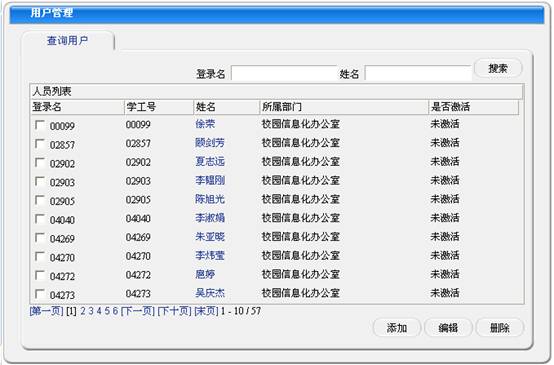 用户管理
查询用户
登录名 姓名 搜索
人员列表
登录名 学工号 姓名 所属部门 是否激活
00099 00099 徐荣 校园信息化办公室 未激活
02857 02857 顾剑芳 校园信息化办公室 未激活
02902 02902 夏志远 校园信息化办公室 未激活
02903 02903 李韫刚 校园信息化办公室 未激活
02905 02905 陈旭光 校园信息化办公室 未激活
04040 04040 李淑娟 校园信息化办公室 未激活
04269 04269 朱亚晓 校园信息化办公室 未激活
04270 04270 李炜莹 校园信息化办公室 未激活
04272 04272 扈婷 校园信息化办公室 未激活
04273 04273 吴庆杰 校园信息化办公室 未激活
[第一页] [1] 2 3 4 5 6 [下一页] [下十页] [末页] 1 - 10 / 57
添加 编辑 删除